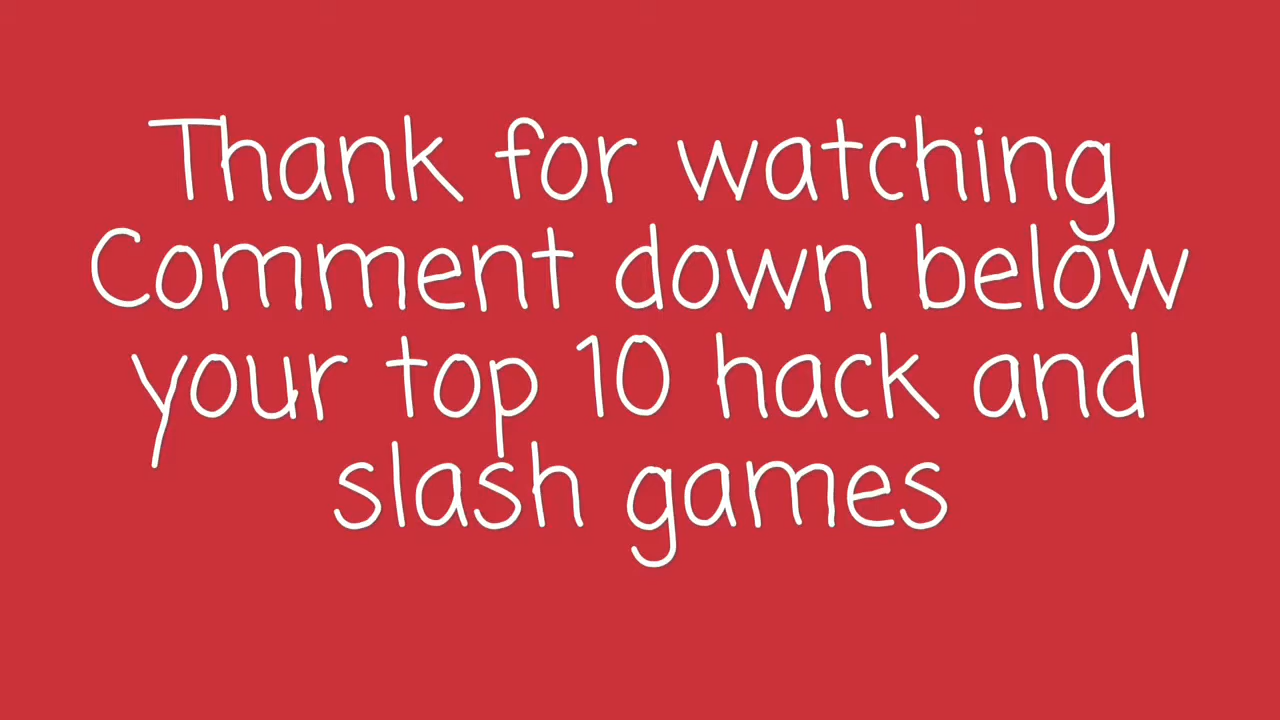 Thank for watching
Comment down below
your top 10 hack and
slash games